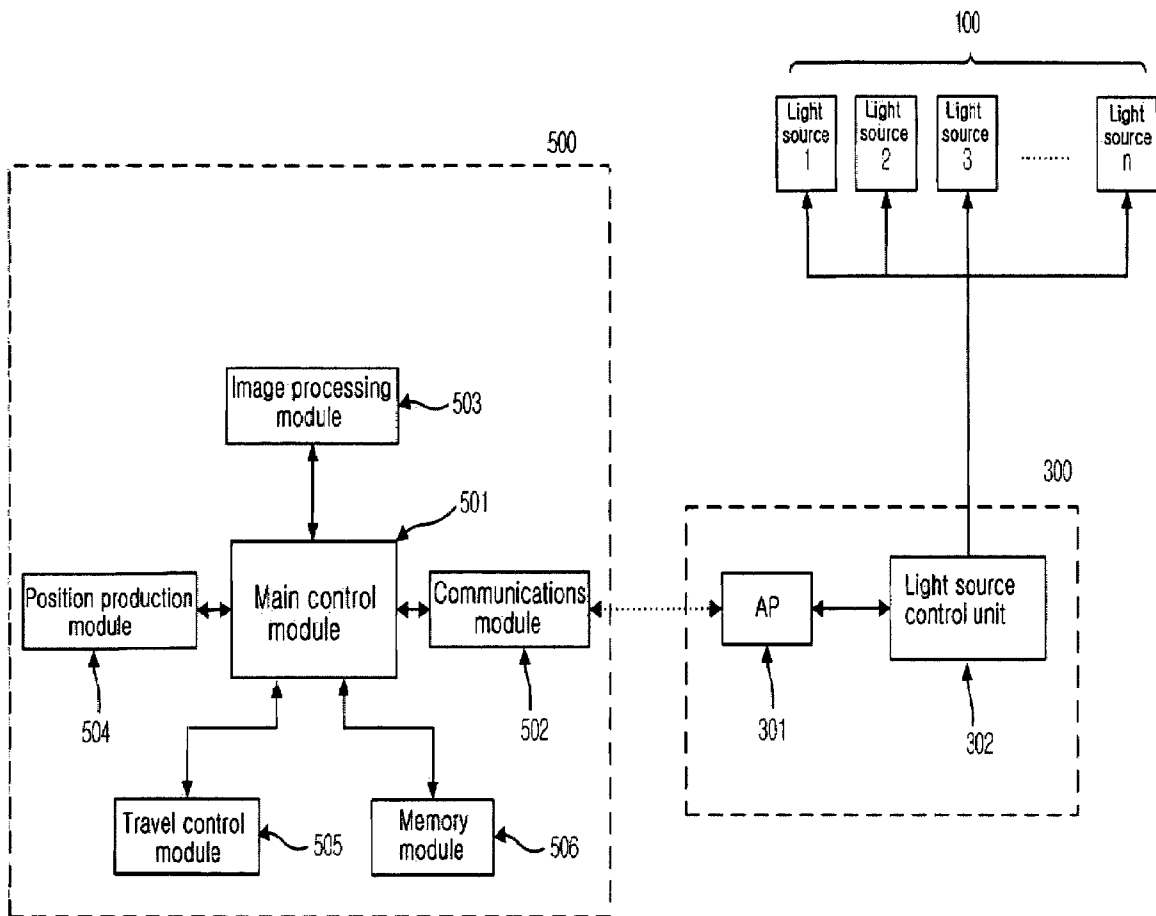 100
Light
source
1
Light
source
2
Light
source
3
........
Light
source
n
500
Image processing
module
503
501
Main control
module
Position production
module
504
Communications
module
502
Travel control
module
505
Memory
module
506
300
AP
301
Light source
control unit
302